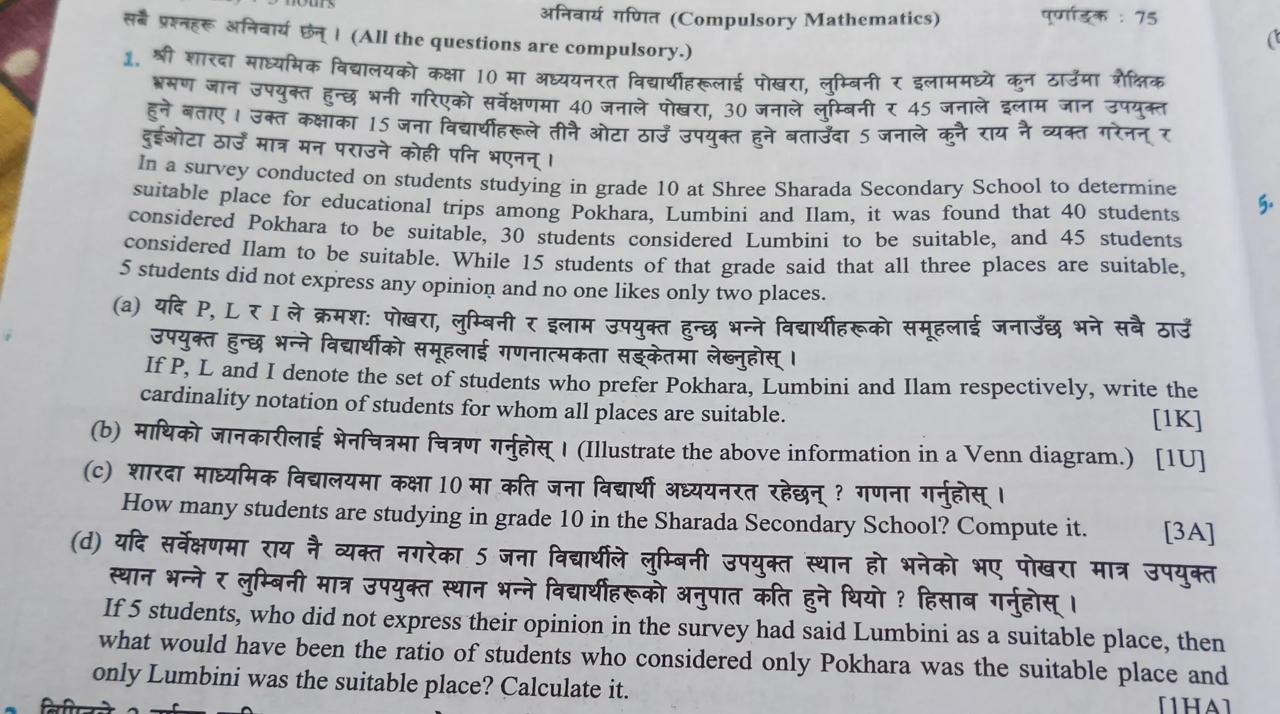 hours
अनिवार्य गणित (Compulsory Mathematics) पूर्णाङ्क : 75
सबै प्रश्नहरू अनिवार्य छन् । (All the questions are compulsory.)
1. श्री शारदा माध्यमिक विद्यालयको कक्षा 10 मा अध्ययनरत विद्यार्थीहरूलाई पोखरा, लुम्बिनी र इलाममध्ये कुन ठाउँमा शैक्षिक
भ्रमण जान उपयुक्त हुन्छ भनी गरिएको सर्वेक्षणमा 40 जनाले पोखरा, 30 जनाले लुम्बिनी र 45 जनाले इलाम जान उपयुक्त
हुने बताए । उक्त कक्षाका 15 जना विद्यार्थीहरूले तीनै ओटा ठाउँ उपयुक्त हुने बताउँदा 5 जनाले कुनै राय नै व्यक्त गरेनन् र
दुईओटा ठाउँ मात्र मन पराउने कोही पनि भएनन् ।
In a survey conducted on students studying in grade 10 at Shree Sharada Secondary School to determine
suitable place for educational trips among Pokhara, Lumbini and Ilam, it was found that 40 students
considered Pokhara to be suitable, 30 students considered Lumbini to be suitable, and 45 students
considered Ilam to be suitable. While 15 students of that grade said that all three places are suitable,
5 students did not express any opinion and no one likes only two places.
(a) यदि P, L र I ले क्रमशः पोखरा, लुम्बिनी र इलाम उपयुक्त हुन्छ भन्ने विद्यार्थीहरूको समूहलाई जनाउँछ भने सबै ठाउँ
उपयुक्त हुन्छ भन्ने विद्यार्थीको समूहलाई गणनात्मकता सङ्केतमा लेख्नुहोस् ।
If P, L and I denote the set of students who prefer Pokhara, Lumbini and Ilam respectively, write the
cardinality notation of students for whom all places are suitable. [1K]
(b) माथिको जानकारीलाई भेनचित्रमा चित्रण गर्नुहोस् । (Illustrate the above information in a Venn diagram.) [1U]
(c) शारदा माध्यमिक विद्यालयमा कक्षा 10 मा कति जना विद्यार्थी अध्ययनरत रहेछन् ? गणना गर्नुहोस् ।
How many students are studying in grade 10 in the Sharada Secondary School? Compute it. [3A]
(d) यदि सर्वेक्षणमा राय नै व्यक्त नगरेका 5 जना विद्यार्थीले लुम्बिनी उपयुक्त स्थान हो भनेको भए पोखरा मात्र उपयुक्त
स्थान भन्ने र लुम्बिनी मात्र उपयुक्त स्थान भन्ने विद्यार्थीहरूको अनुपात कति हुने थियो ? हिसाब गर्नुहोस् ।
If 5 students, who did not express their opinion in the survey had said Lumbini as a suitable place, then
what would have been the ratio of students who considered only Pokhara was the suitable place and
only Lumbini was the suitable place? Calculate it. [1HA]
5.